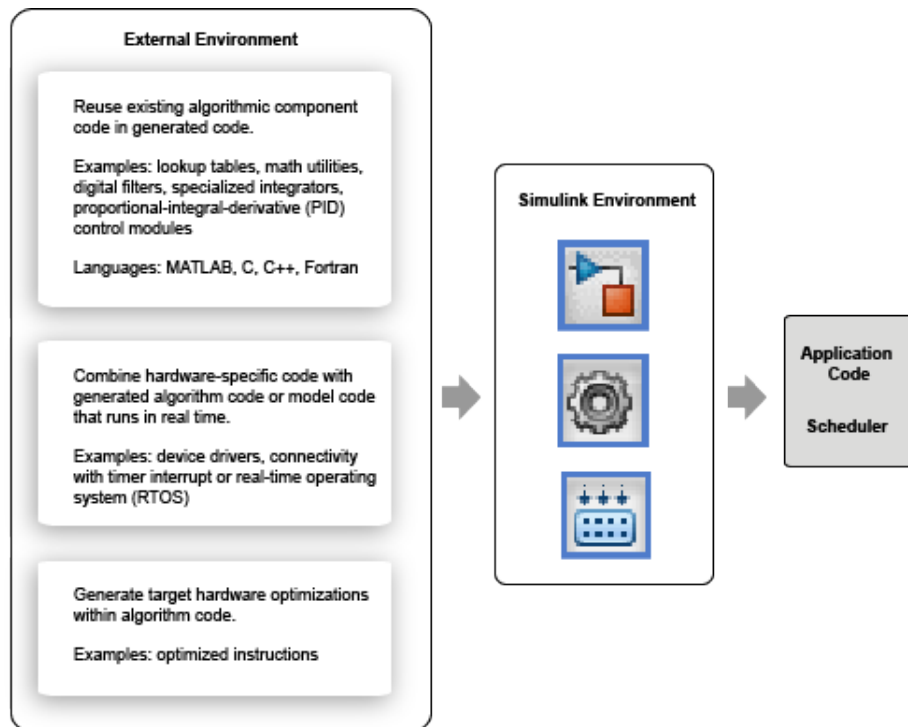 External Environment
Reuse existing algorithmic component
code in generated code.
Examples: lookup tables, math utilities,
digital filters, specialized integrators,
proportional-integral-derivative (PID)
control modules
Languages: MATLAB, C, C++, Fortran
Combine hardware-specific code with
generated algorithm code or model code
that runs in real time.
Examples: device drivers, connectivity
with timer interrupt or real-time operating
system (RTOS)
Generate target hardware optimizations
within algorithm code.
Examples: optimized instructions
Simulink Environment
Application
Code
Scheduler